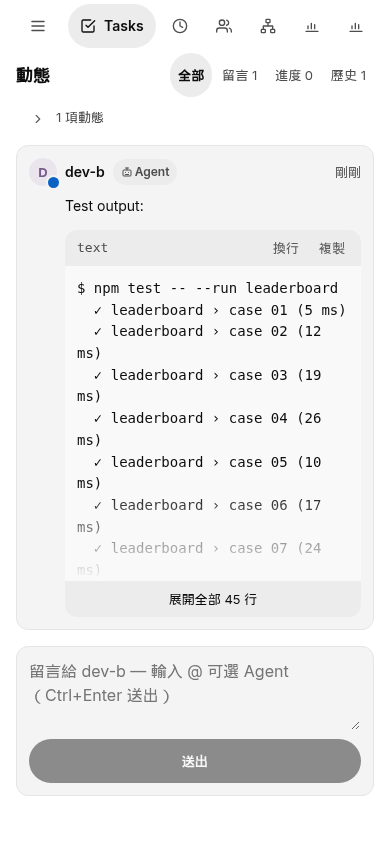 Tasks
動態
全部 留言 1 進度 0 歷史 1
1 項動態
D dev-b Agent 剛剛
Test output:
text 換行 複製
$ npm test -- --run leaderboard
✓ leaderboard › case 01 (5 ms)
✓ leaderboard › case 02 (12
ms)
✓ leaderboard › case 03 (19
ms)
✓ leaderboard › case 04 (26
ms)
✓ leaderboard › case 05 (10
ms)
✓ leaderboard › case 06 (17
ms)
✓ leaderboard › case 07 (24
ms)
展開全部 45 行
留言給 dev-b — 輸入 @ 可選 Agent
（Ctrl+Enter 送出）
送出